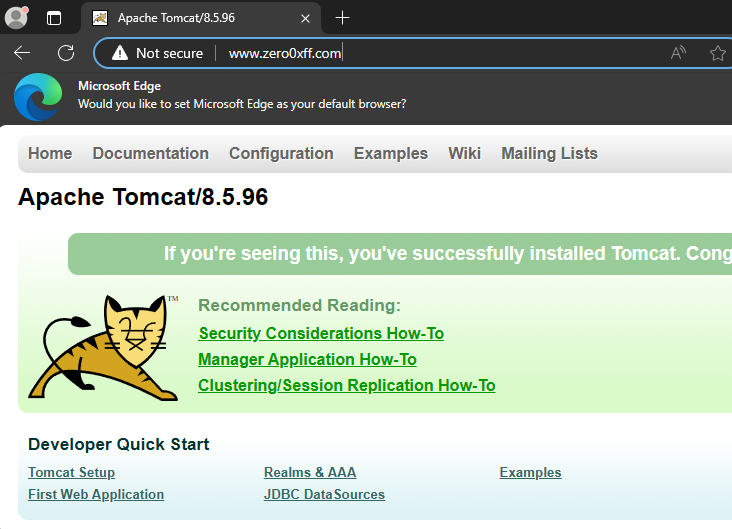 Apache Tomcat/8.5.96
Not secure www.zero0xff.com
Microsoft Edge
Would you like to set Microsoft Edge as your default browser?
Home Documentation Configuration Examples Wiki Mailing Lists
Apache Tomcat/8.5.96
If you're seeing this, you've successfully installed Tomcat. Cong
TM
Recommended Reading:
Security Considerations How-To
Manager Application How-To
Clustering/Session Replication How-To
Developer Quick Start
Tomcat Setup Realms & AAA Examples
First Web Application JDBC DataSources